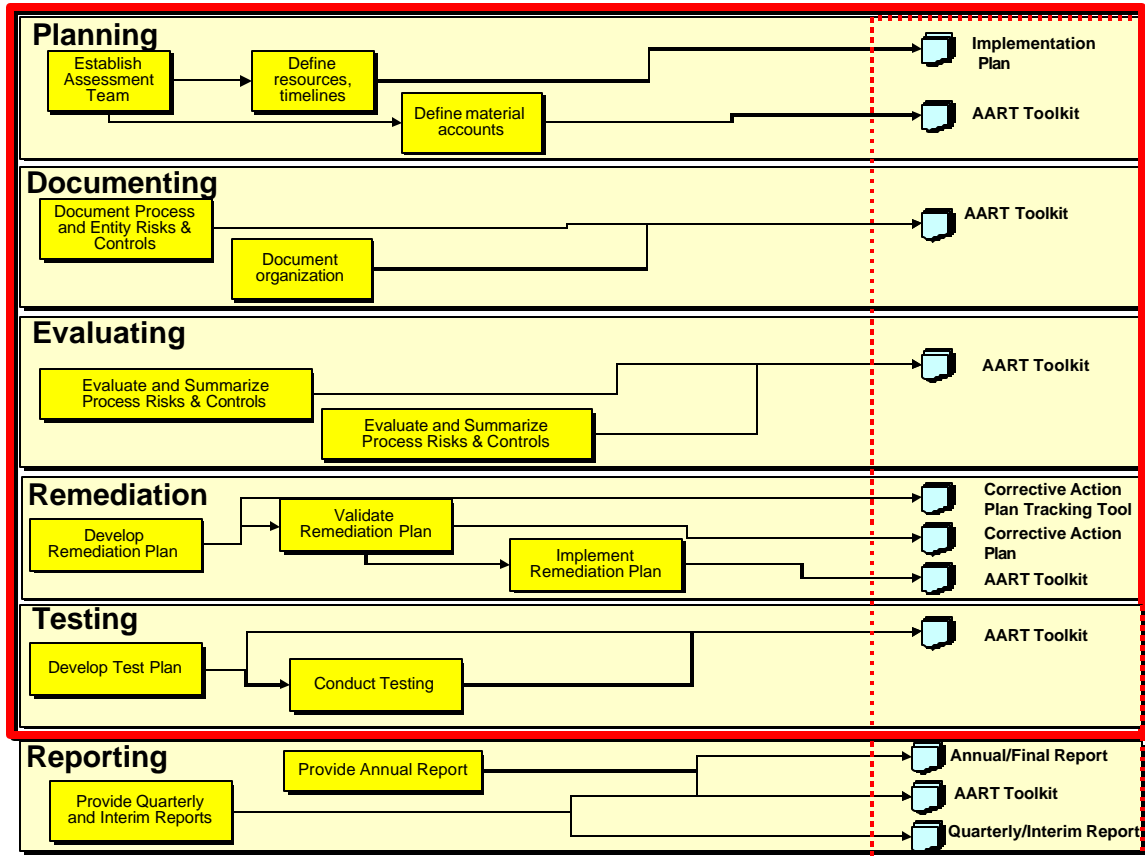 Planning
Establish
Assessment
Team
Define
resources,
timelines
Define material
accounts
Implementation
Plan
AART Toolkit
Documenting
Document Process
and Entity Risks &
Controls
Document
organization
AART Toolkit
Evaluating
Evaluate and Summarize
Process Risks & Controls
Evaluate and Summarize
Process Risks & Controls
AART Toolkit
Remediation
Develop
Remediation Plan
Validate
Remediation Plan
Implement
Remediation Plan
Corrective Action
Plan Tracking Tool
Corrective Action
Plan
AART Toolkit
Testing
Develop Test Plan
Conduct Testing
AART Toolkit
Reporting
Provide Annual Report
Provide Quarterly
and Interim Reports
Annual/Final Report
AART Toolkit
Quarterly/Interim Report